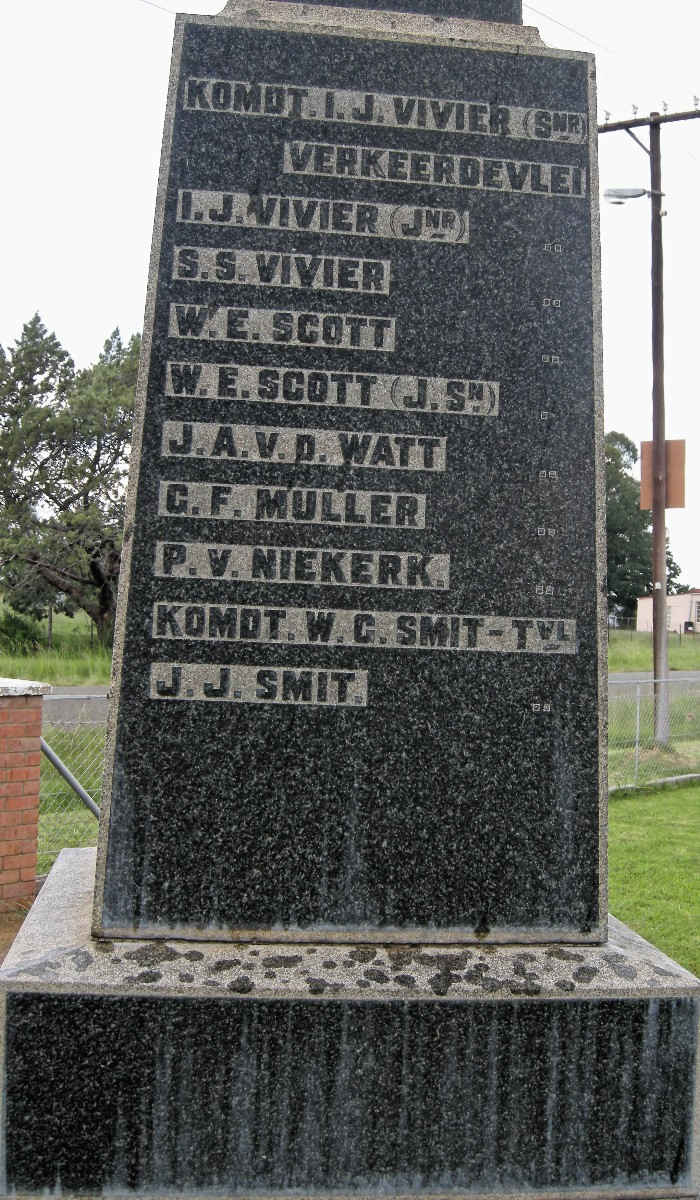 KOMDT. I. J. VIVIER (SNR)
VERKEERDEVLEI
I. J. VIVIER (JNR) "
S. S. VIVIER "
W. E. SCOTT "
W. E. SCOTT (J. SN) "
J. A. V. D. WATT "
C. F. MULLER "
P. V. NIEKERK. "
KOMDT. W. C. SMIT - TVL
J. J. SMIT. "